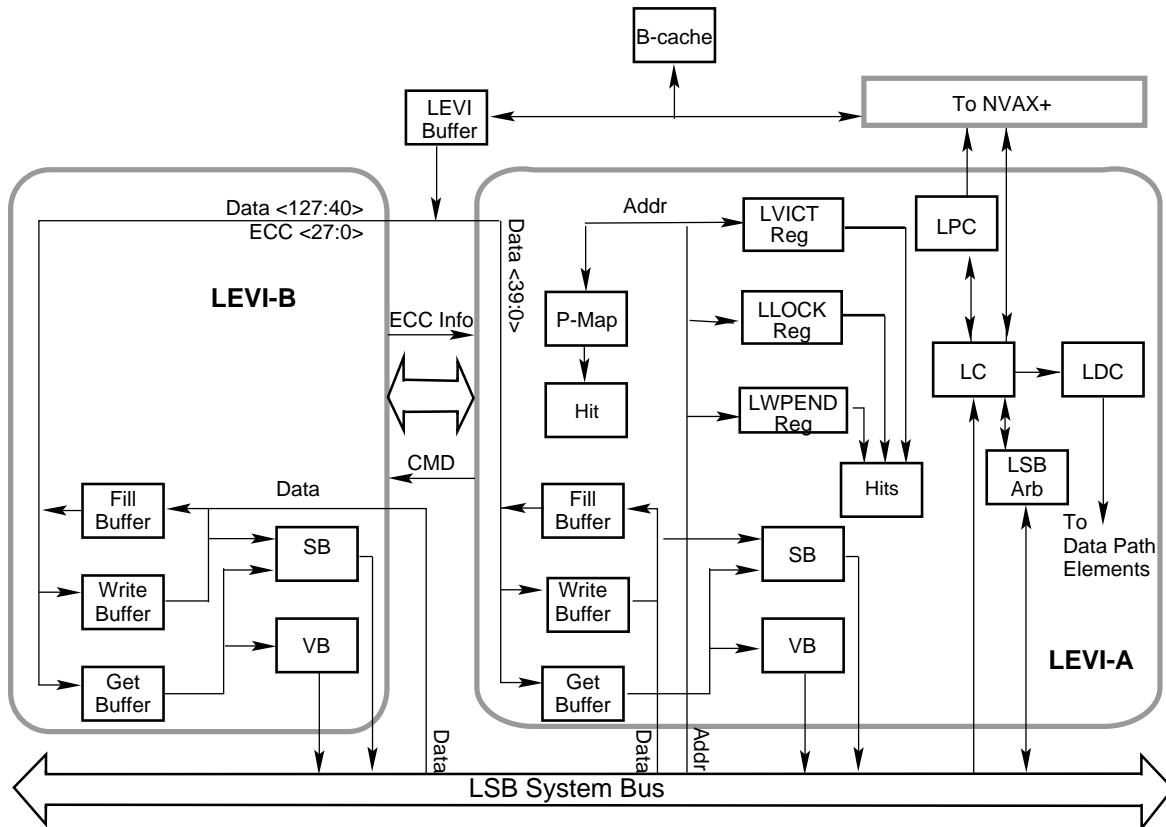 B-cache
LEVI
Buffer
To NVAX+
Data <127:40>
ECC <27:0>
LEVI-B
ECC Info
CMD
Data <39:0>
Addr
LVICT
Reg
LPC
P-Map
LLOCK
Reg
LC
LDC
Hit
LWPEND
Reg
Hits
LSB
Arb
To
Data Path
Elements
LEVI-A
Fill
Buffer
Data
SB
Write
Buffer
VB
Get
Buffer
Fill
Buffer
SB
Write
Buffer
VB
Get
Buffer
Data
Data
Addr
LSB System Bus